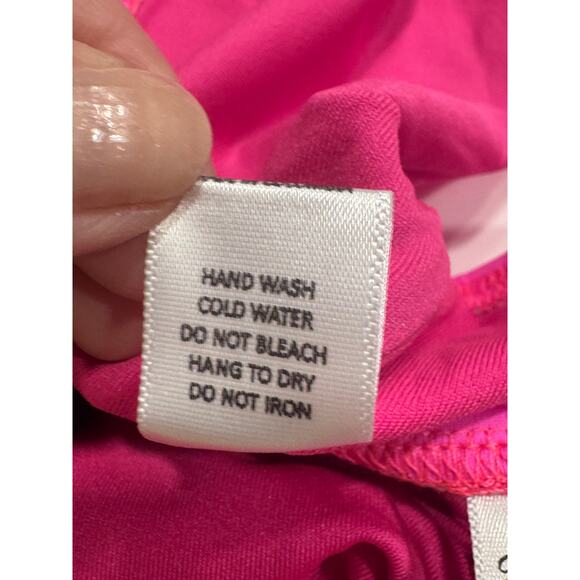 HAND WASH
COLD WATER
DO NOT BLEACH
HANG TO DRY
DO NOT IRON